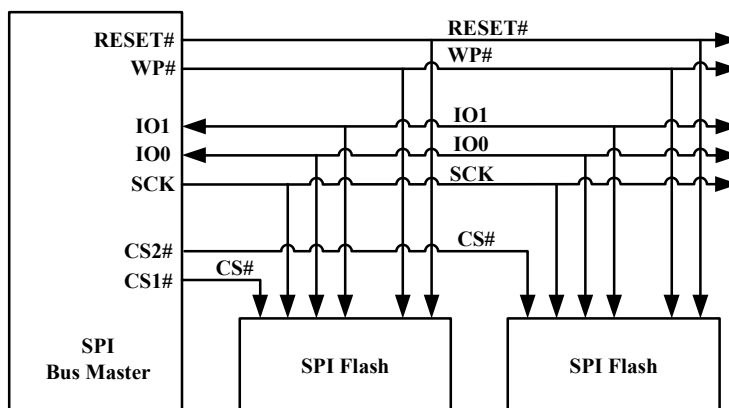 RESET#
RESET#
WP#
WP#
IO1
IO1
IO0
IO0
SCK
SCK
CS2#
CS#
CS1#
CS#
SPI
Bus Master
SPI Flash
SPI Flash